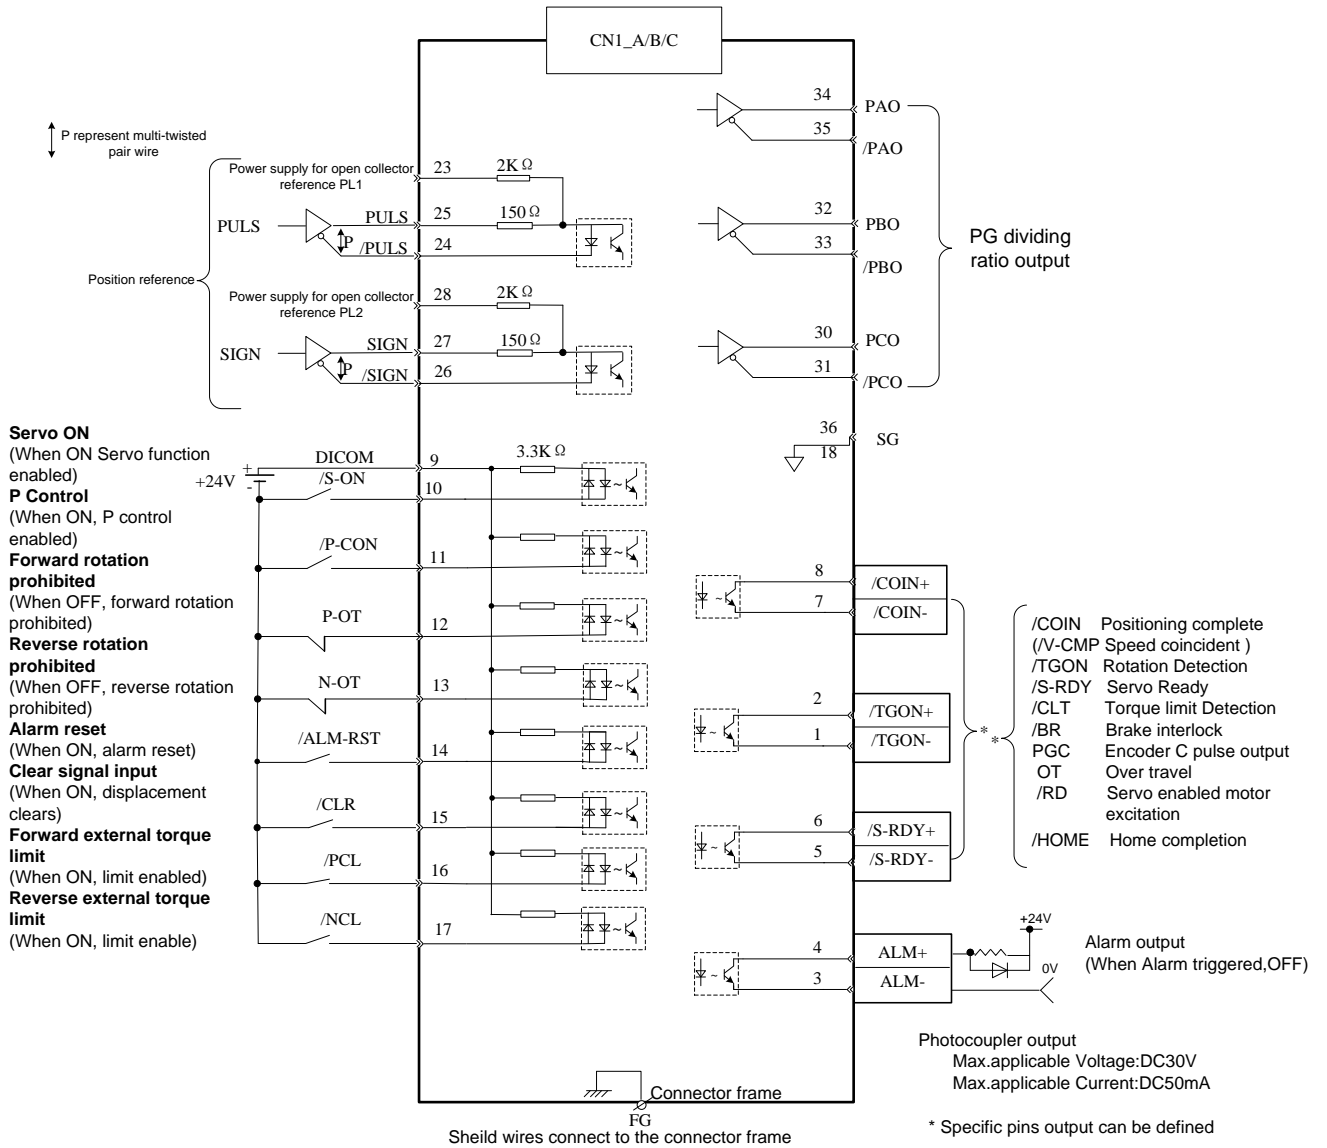 CN1_A/B/C
P represent multi-twisted
pair wire
Position reference
Power supply for open collector
reference PL1
23
2K Ω
PULS
PULS
25
150 Ω
P
/PULS
24
Power supply for open collector
reference PL2
28
2K Ω
SIGN
SIGN
27
150 Ω
P
/SIGN
26
34
PAO
35
/PAO
32
PBO
33
/PBO
30
PCO
31
/PCO
PG dividing
ratio output
36
18
SG
Servo ON
(When ON Servo function
enabled)
P Control
(When ON, P control
enabled)
Forward rotation
prohibited
(When OFF, forward rotation
prohibited)
Reverse rotation
prohibited
(When OFF, reverse rotation
prohibited)
Alarm reset
(When ON, alarm reset)
Clear signal input
(When ON, displacement
clears)
Forward external torque
limit
(When ON, limit enabled)
Reverse external torque
limit
(When ON, limit enable)
+24V
+
-
DICOM
9
3.3K Ω
/S-ON
10
/P-CON
11
P-OT
12
N-OT
13
/ALM-RST
14
/CLR
15
/PCL
16
/NCL
17
8
/COIN+
7
/COIN-
2
/TGON+
1
/TGON-
6
/S-RDY+
5
/S-RDY-
4
ALM+
3
ALM-
*
*
/COIN Positioning complete
(/V-CMP Speed coincident )
/TGON Rotation Detection
/S-RDY Servo Ready
/CLT Torque limit Detection
/BR Brake interlock
PGC Encoder C pulse output
OT Over travel
/RD Servo enabled motor
excitation
/HOME Home completion
+24V
0V
Alarm output
(When Alarm triggered,OFF)
Photocoupler output
Max.applicable Voltage:DC30V
Max.applicable Current:DC50mA
* Specific pins output can be defined
Connector frame
FG
Sheild wires connect to the connector frame